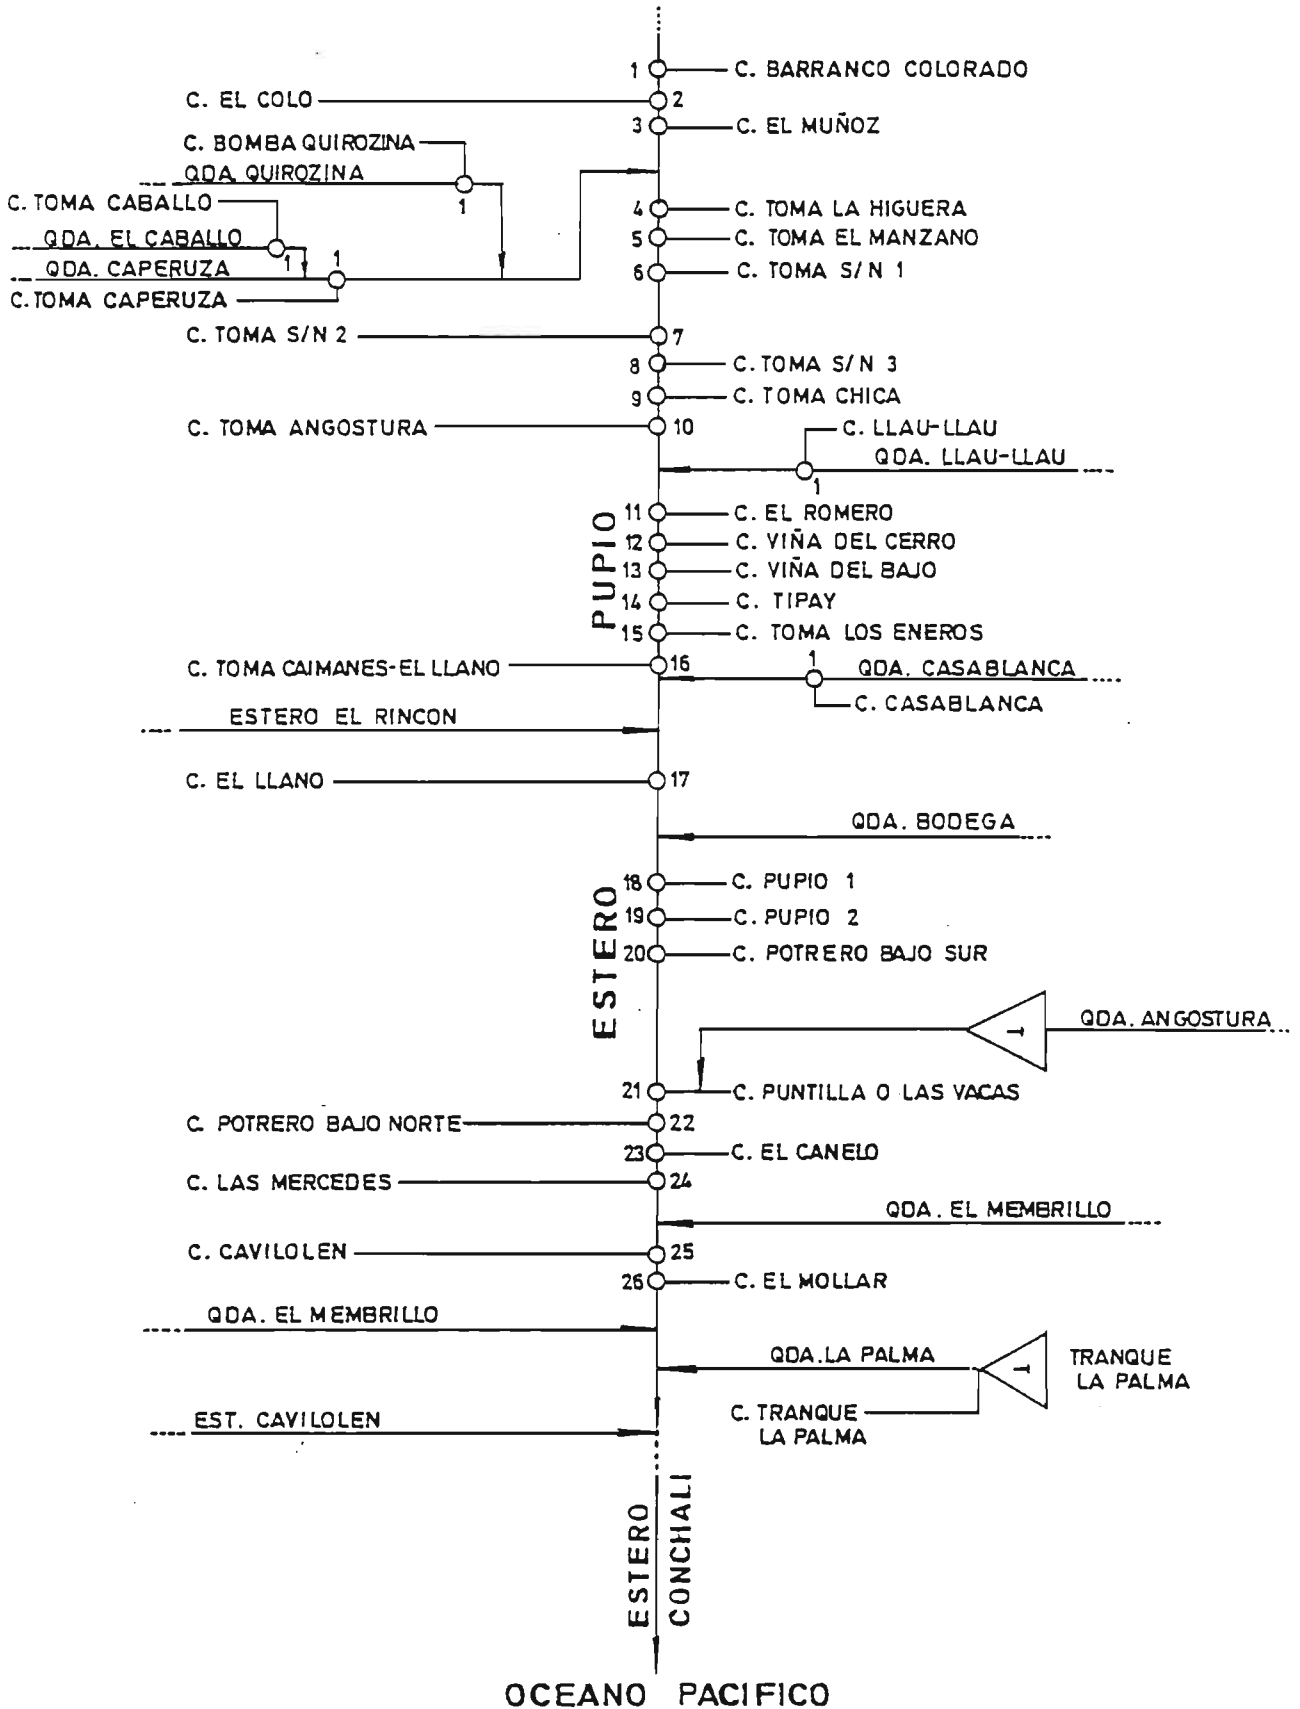 1 C. BARRANCO COLORADO
C. EL COLO 2
3 C. EL MUÑOZ
C. BOMBA QUIROZINA
QDA. QUIROZINA
1
C. TOMA CABALLO
4 C. TOMA LA HIGUERA
QDA. EL CABALLO
1
5 C. TOMA EL MANZANO
QDA. CAPERUZA
1
6 C. TOMA S/N 1
C. TOMA CAPERUZA
C. TOMA S/N 2 7
8 C. TOMA S/N 3
9 C. TOMA CHICA
C. TOMA ANGOSTURA 10
C. LLAU-LLAU
QDA. LLAU-LLAU
1
11 C. EL ROMERO
12 C. VIÑA DEL CERRO
13 C. VIÑA DEL BAJO
14 C. TIPAY
15 C. TOMA LOS ENEROS
C. TOMA CAIMANES-EL LLANO 16
1
QDA. CASABLANCA
C. CASABLANCA
ESTERO EL RINCON
C. EL LLANO 17
QDA. BODEGA
18 C. PUPIO 1
19 C. PUPIO 2
20 C. POTRERO BAJO SUR
ESTERO PUPIO
T
QDA. ANGOSTURA
21 C. PUNTILLA O LAS VACAS
C. POTRERO BAJO NORTE 22
23 C. EL CANELO
C. LAS MERCEDES 24
QDA. EL MEMBRILLO
C. CAVILOLEN 25
26 C. EL MOLLAR
QDA. EL MEMBRILLO
QDA. LA PALMA
T
TRANQUE
LA PALMA
C. TRANQUE
LA PALMA
EST. CAVILOLEN
ESTERO
CONCHALI
OCEANO PACIFICO